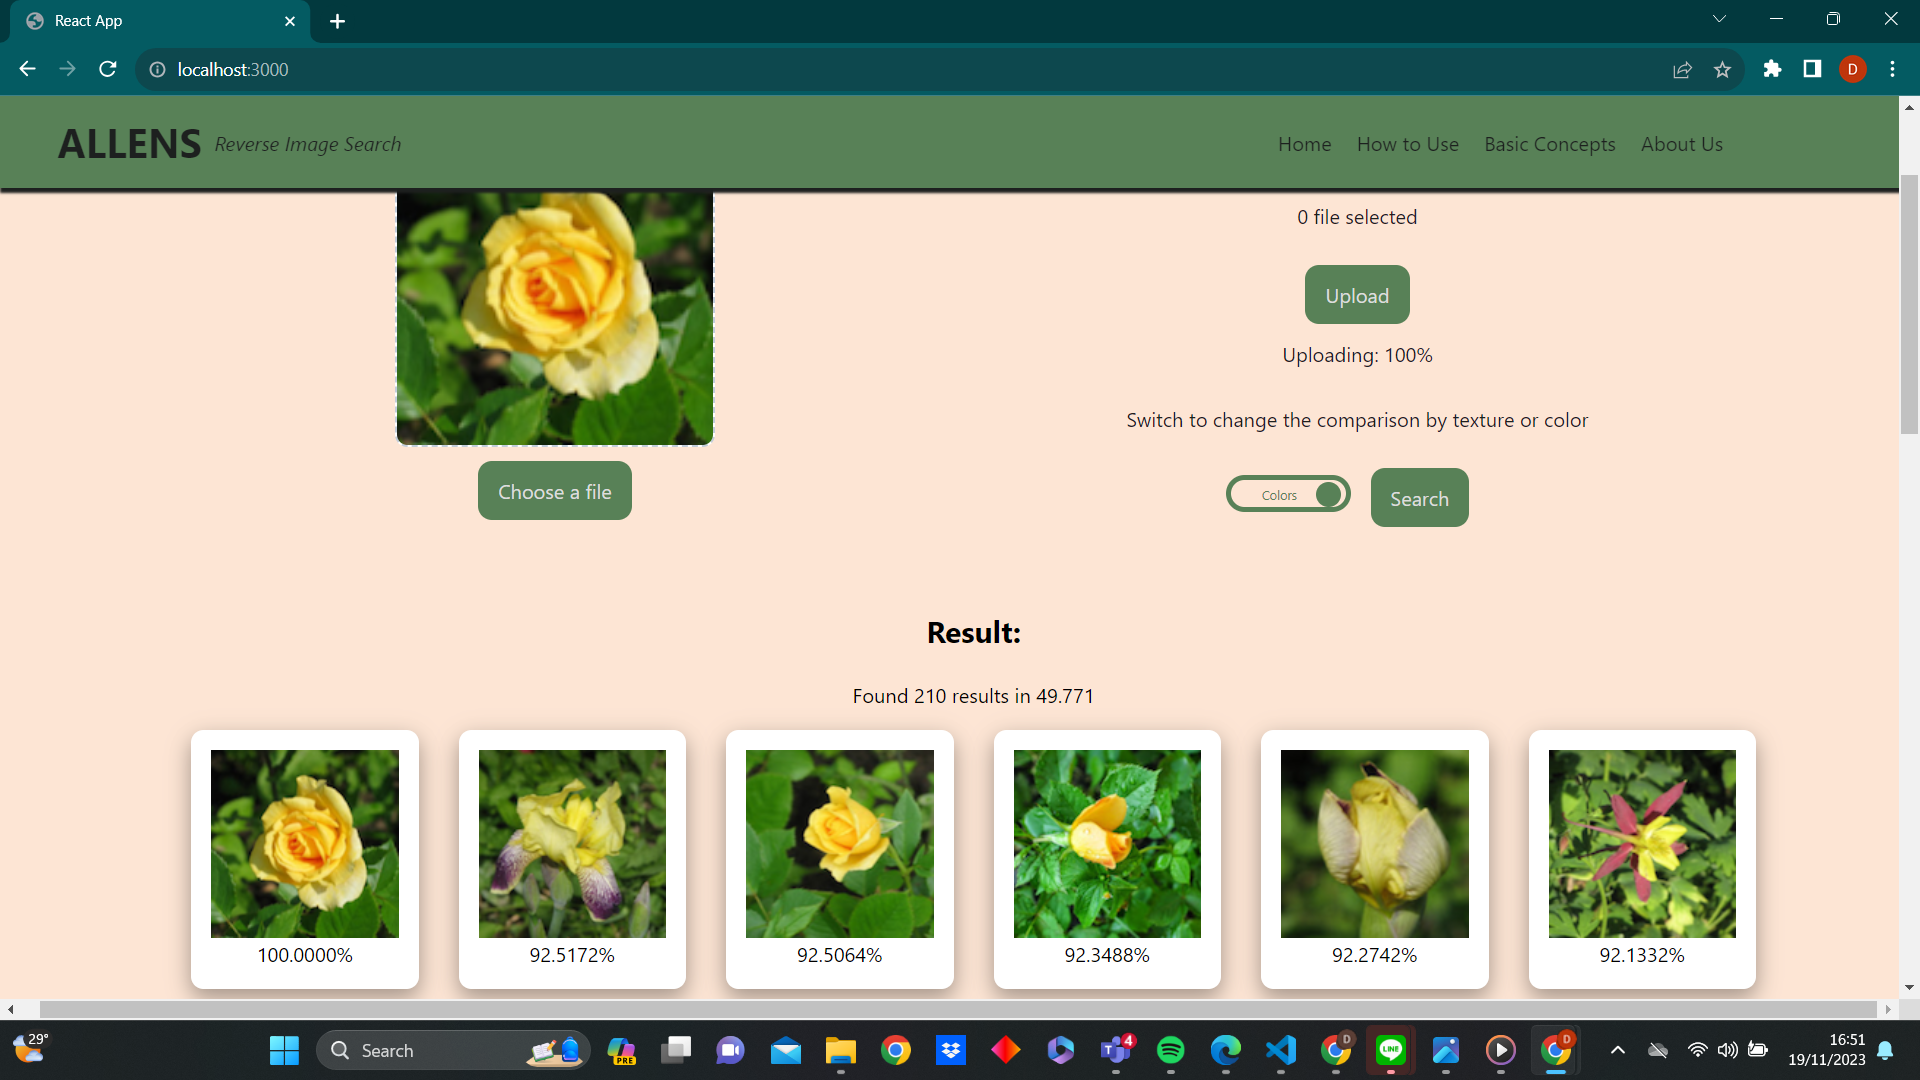 React App
localhost:3000
D
ALLENS Reverse Image Search
Home How to Use Basic Concepts About Us
0 file selected
Upload
Uploading: 100%
Switch to change the comparison by texture or color
Choose a file
Colors
Search
Result:
Found 210 results in 49.771
100.0000%
92.5172%
92.5064%
92.3488%
92.2742%
92.1332%
29°
Search
PRE
4
D
LINE
D
16:51
19/11/2023